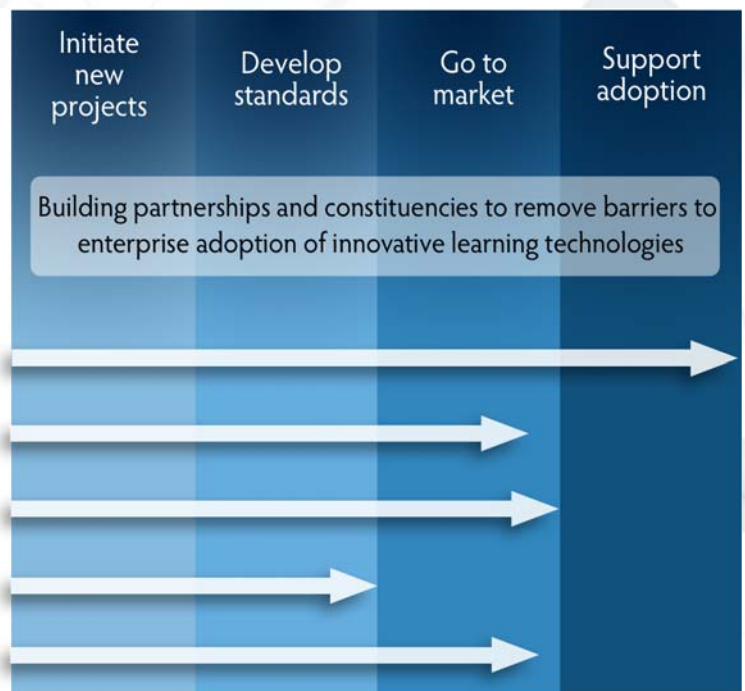 Initiate
new
projects
Develop
standards
Go to
market
Support
adoption
Building partnerships and constituencies to remove barriers to
enterprise adoption of innovative learning technologies